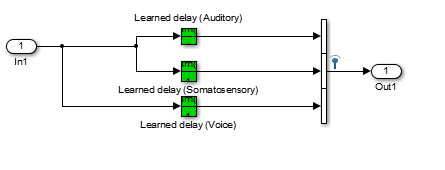 Learned delay (Auditory)
1
In1
Learned delay (Somatosensory)
1
Out1
Learned delay (Voice)